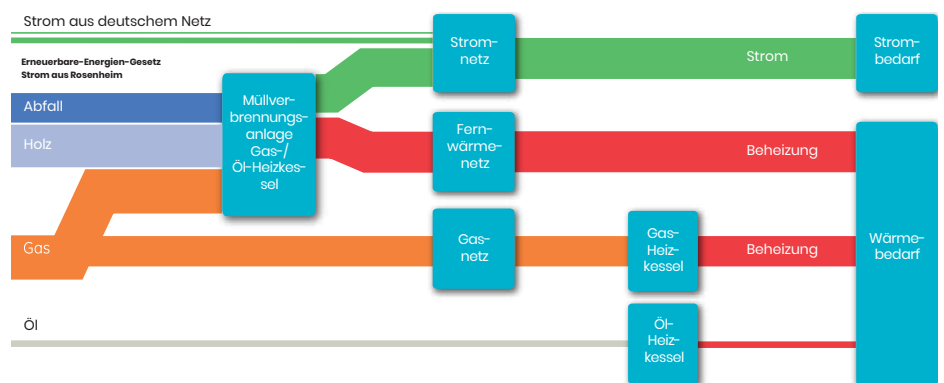 Strom aus deutschem Netz
Erneuerbare-Energien-Gesetz
Strom aus Rosenheim
Abfall
Holz
Gas
Öl
Müllver-
brennungs-
anlage
Gas-/
Öl-Heizkes-
sel
Strom-
netz
Fern-
wärme-
netz
Gas-
netz
Gas-
Heiz-
kessel
Öl-
Heiz-
kessel
Strom
Beheizung
Beheizung
Strom-
bedarf
Wärme-
bedarf